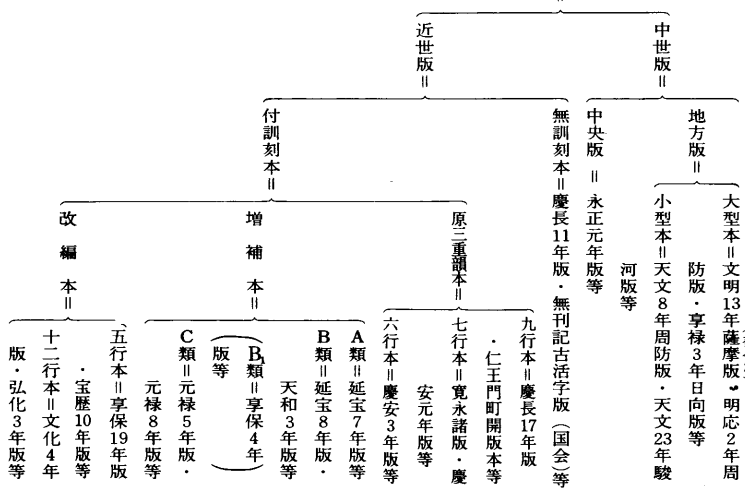 中世版＝
地方版＝
大型本＝文明13年薩摩版・明応2年周
防版・享禄3年日向版等
小型本＝天文8年周防版・天文23年駿
河版等
中央版＝永正元年版等
近世版＝
無訓刻本＝慶長11年版・無刊記古活字版（国会）等
付訓刻本＝
原三重韻本＝
九行本＝慶長17年版
・仁王門町開版本等
七行本＝寛永諸版・慶
安元年版等
六行本＝慶安3年版等
増補本＝
A類＝延宝7年版等
B類＝延宝8年版・
天和3年版等
（B₁類＝享保4年
版等）
C類＝元禄5年版・
元禄8年版等
改編本＝
五行本＝享保19年版
・宝暦10年版等
十二行本＝文化4年
版・弘化3年版等